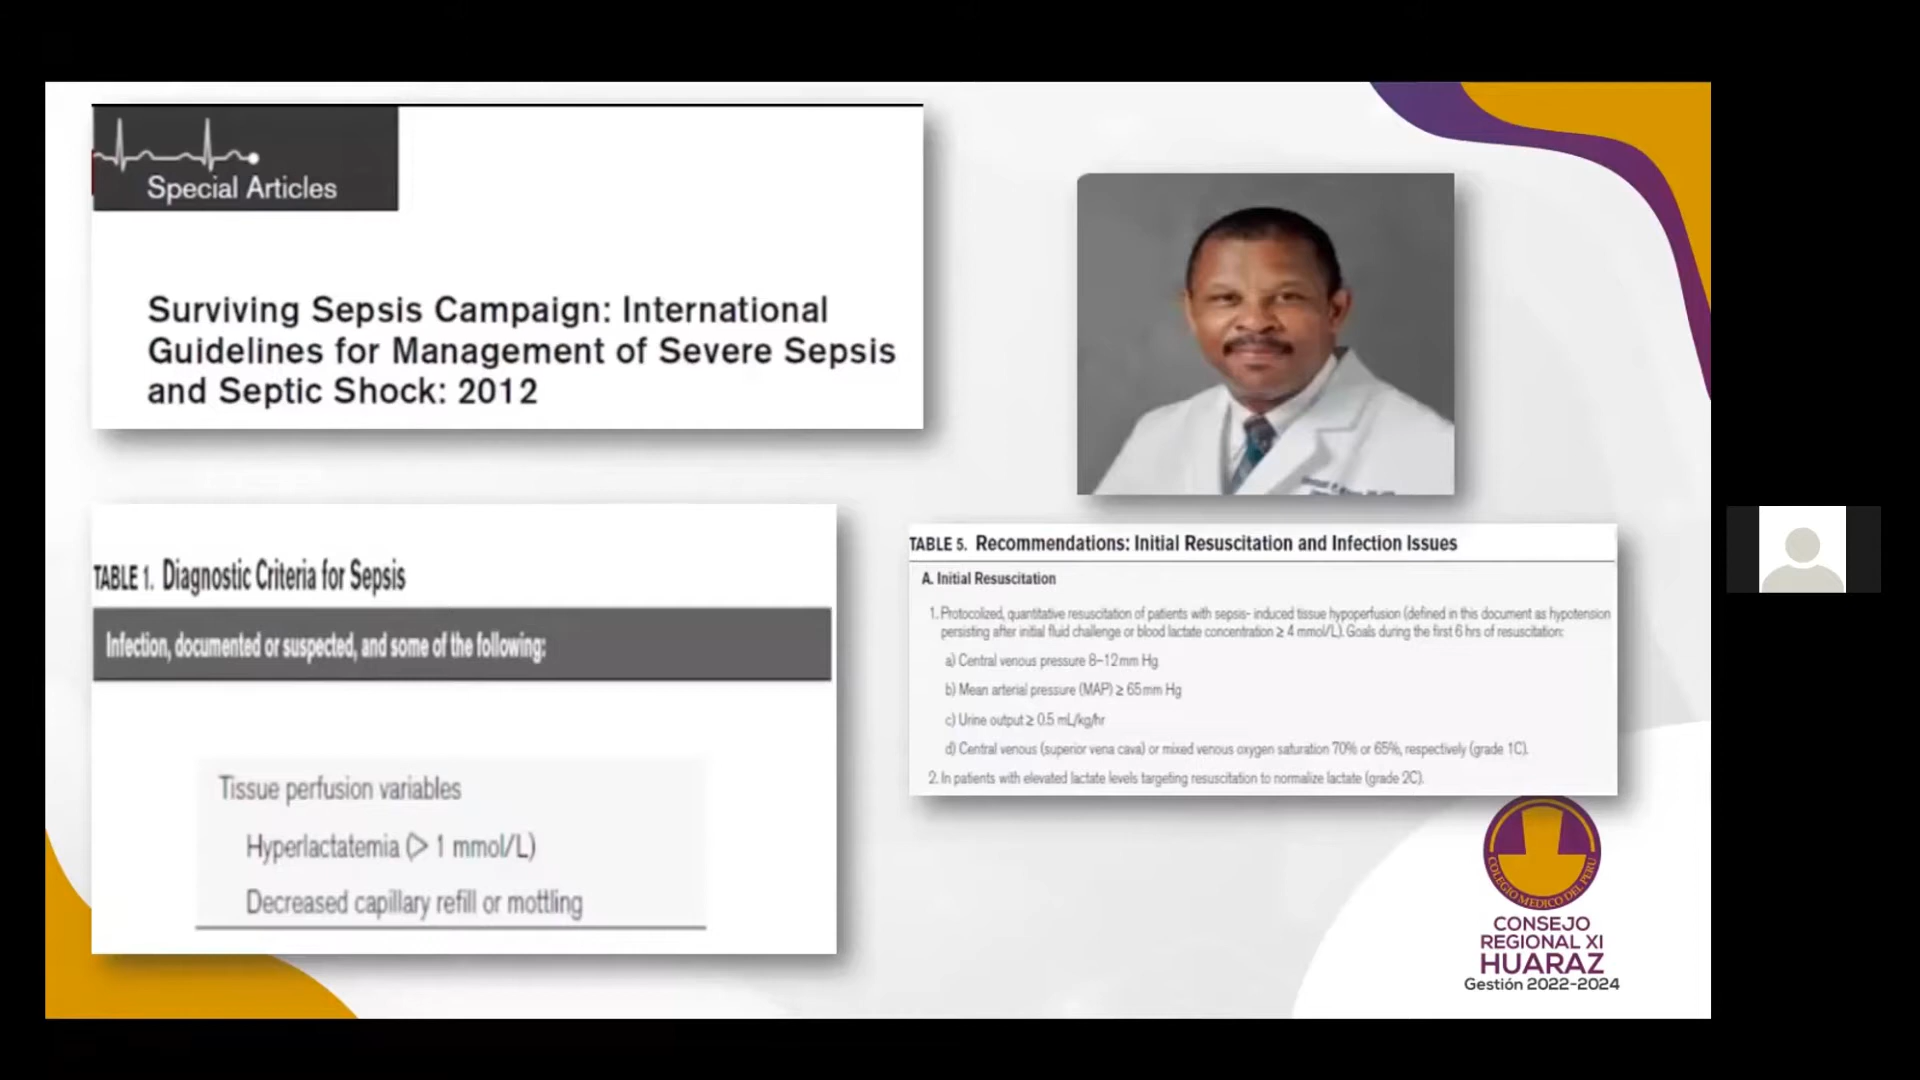 Special Articles
Surviving Sepsis Campaign: International
Guidelines for Management of Severe Sepsis
and Septic Shock: 2012
TABLE 1. Diagnostic Criteria for Sepsis
Infection, documented or suspected, and some of the following:
Tissue perfusion variables
Hyperlactatemia (> 1 mmol/L)
Decreased capillary refill or mottling
TABLE 5. Recommendations: Initial Resuscitation and Infection Issues
A. Initial Resuscitation
1. Protocolized, quantitative resuscitation of patients with sepsis- induced tissue hypoperfusion (defined in this document as hypotension
persisting after initial fluid challenge or blood lactate concentration ≥ 4 mmol/L). Goals during the first 6 hrs of resuscitation:
a) Central venous pressure 8–12 mm Hg
b) Mean arterial pressure (MAP) ≥ 65 mm Hg
c) Urine output ≥ 0.5 mL/kg/hr
d) Central venous (superior vena cava) or mixed venous oxygen saturation 70% or 65%, respectively (grade 1C).
2. In patients with elevated lactate levels targeting resuscitation to normalize lactate (grade 2C).
COLEGIO MEDICO DEL PERU
CONSEJO
REGIONAL XI
HUARAZ
Gestión 2022-2024